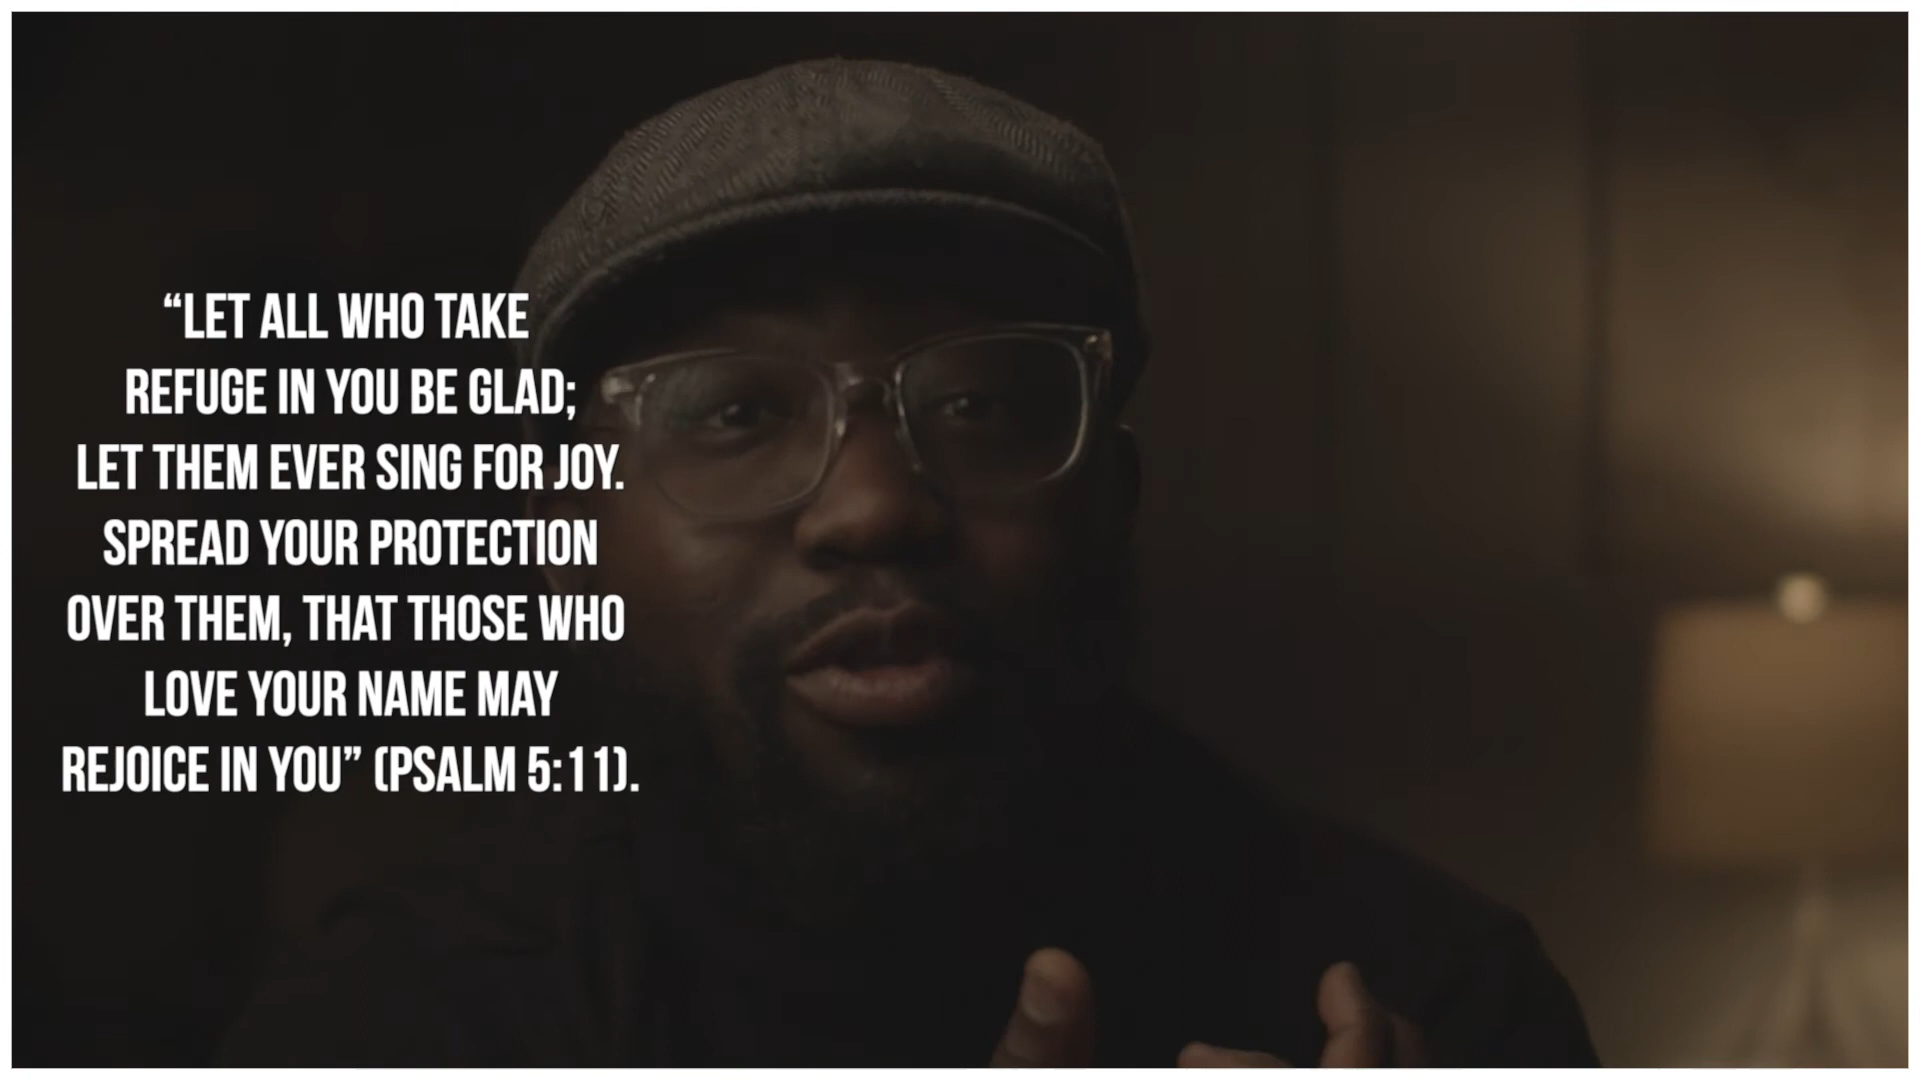 “LET ALL WHO TAKE
REFUGE IN YOU BE GLAD;
LET THEM EVER SING FOR JOY.
SPREAD YOUR PROTECTION
OVER THEM, THAT THOSE WHO
LOVE YOUR NAME MAY
REJOICE IN YOU” (PSALM 5:11).